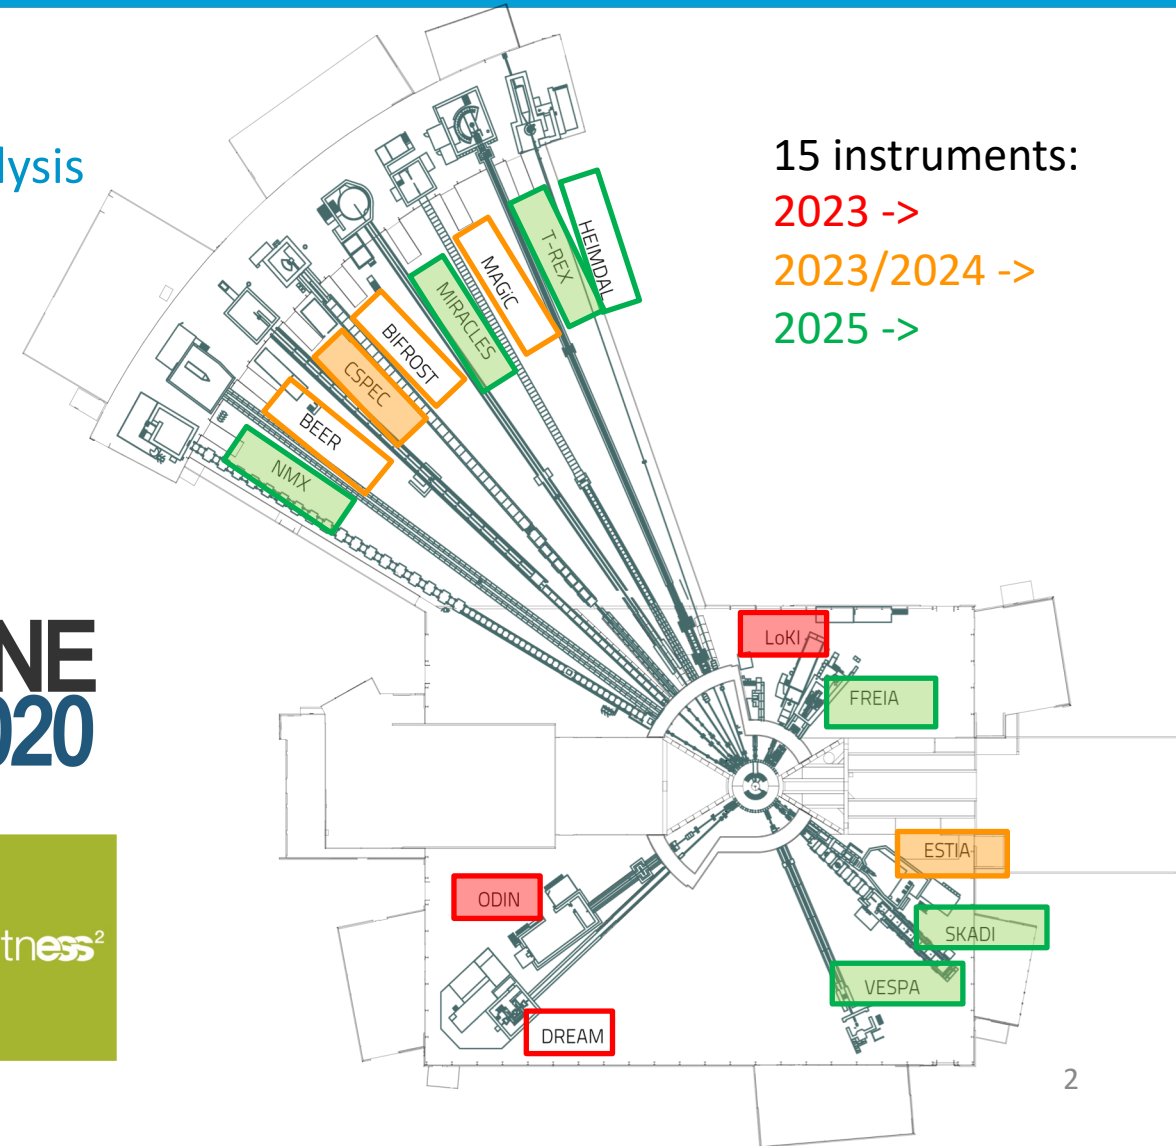 lysis
15 instruments:
2023 ->
2023/2024 ->
2025 ->
HEIMDAL
T-REX
MAGiC
MIRACLES
BIFROST
CSPEC
BEER
NMX
LoKI
FREIA
NE
020
ESTIA
ODIN
SKADI
tness²
VESPA
DREAM
2